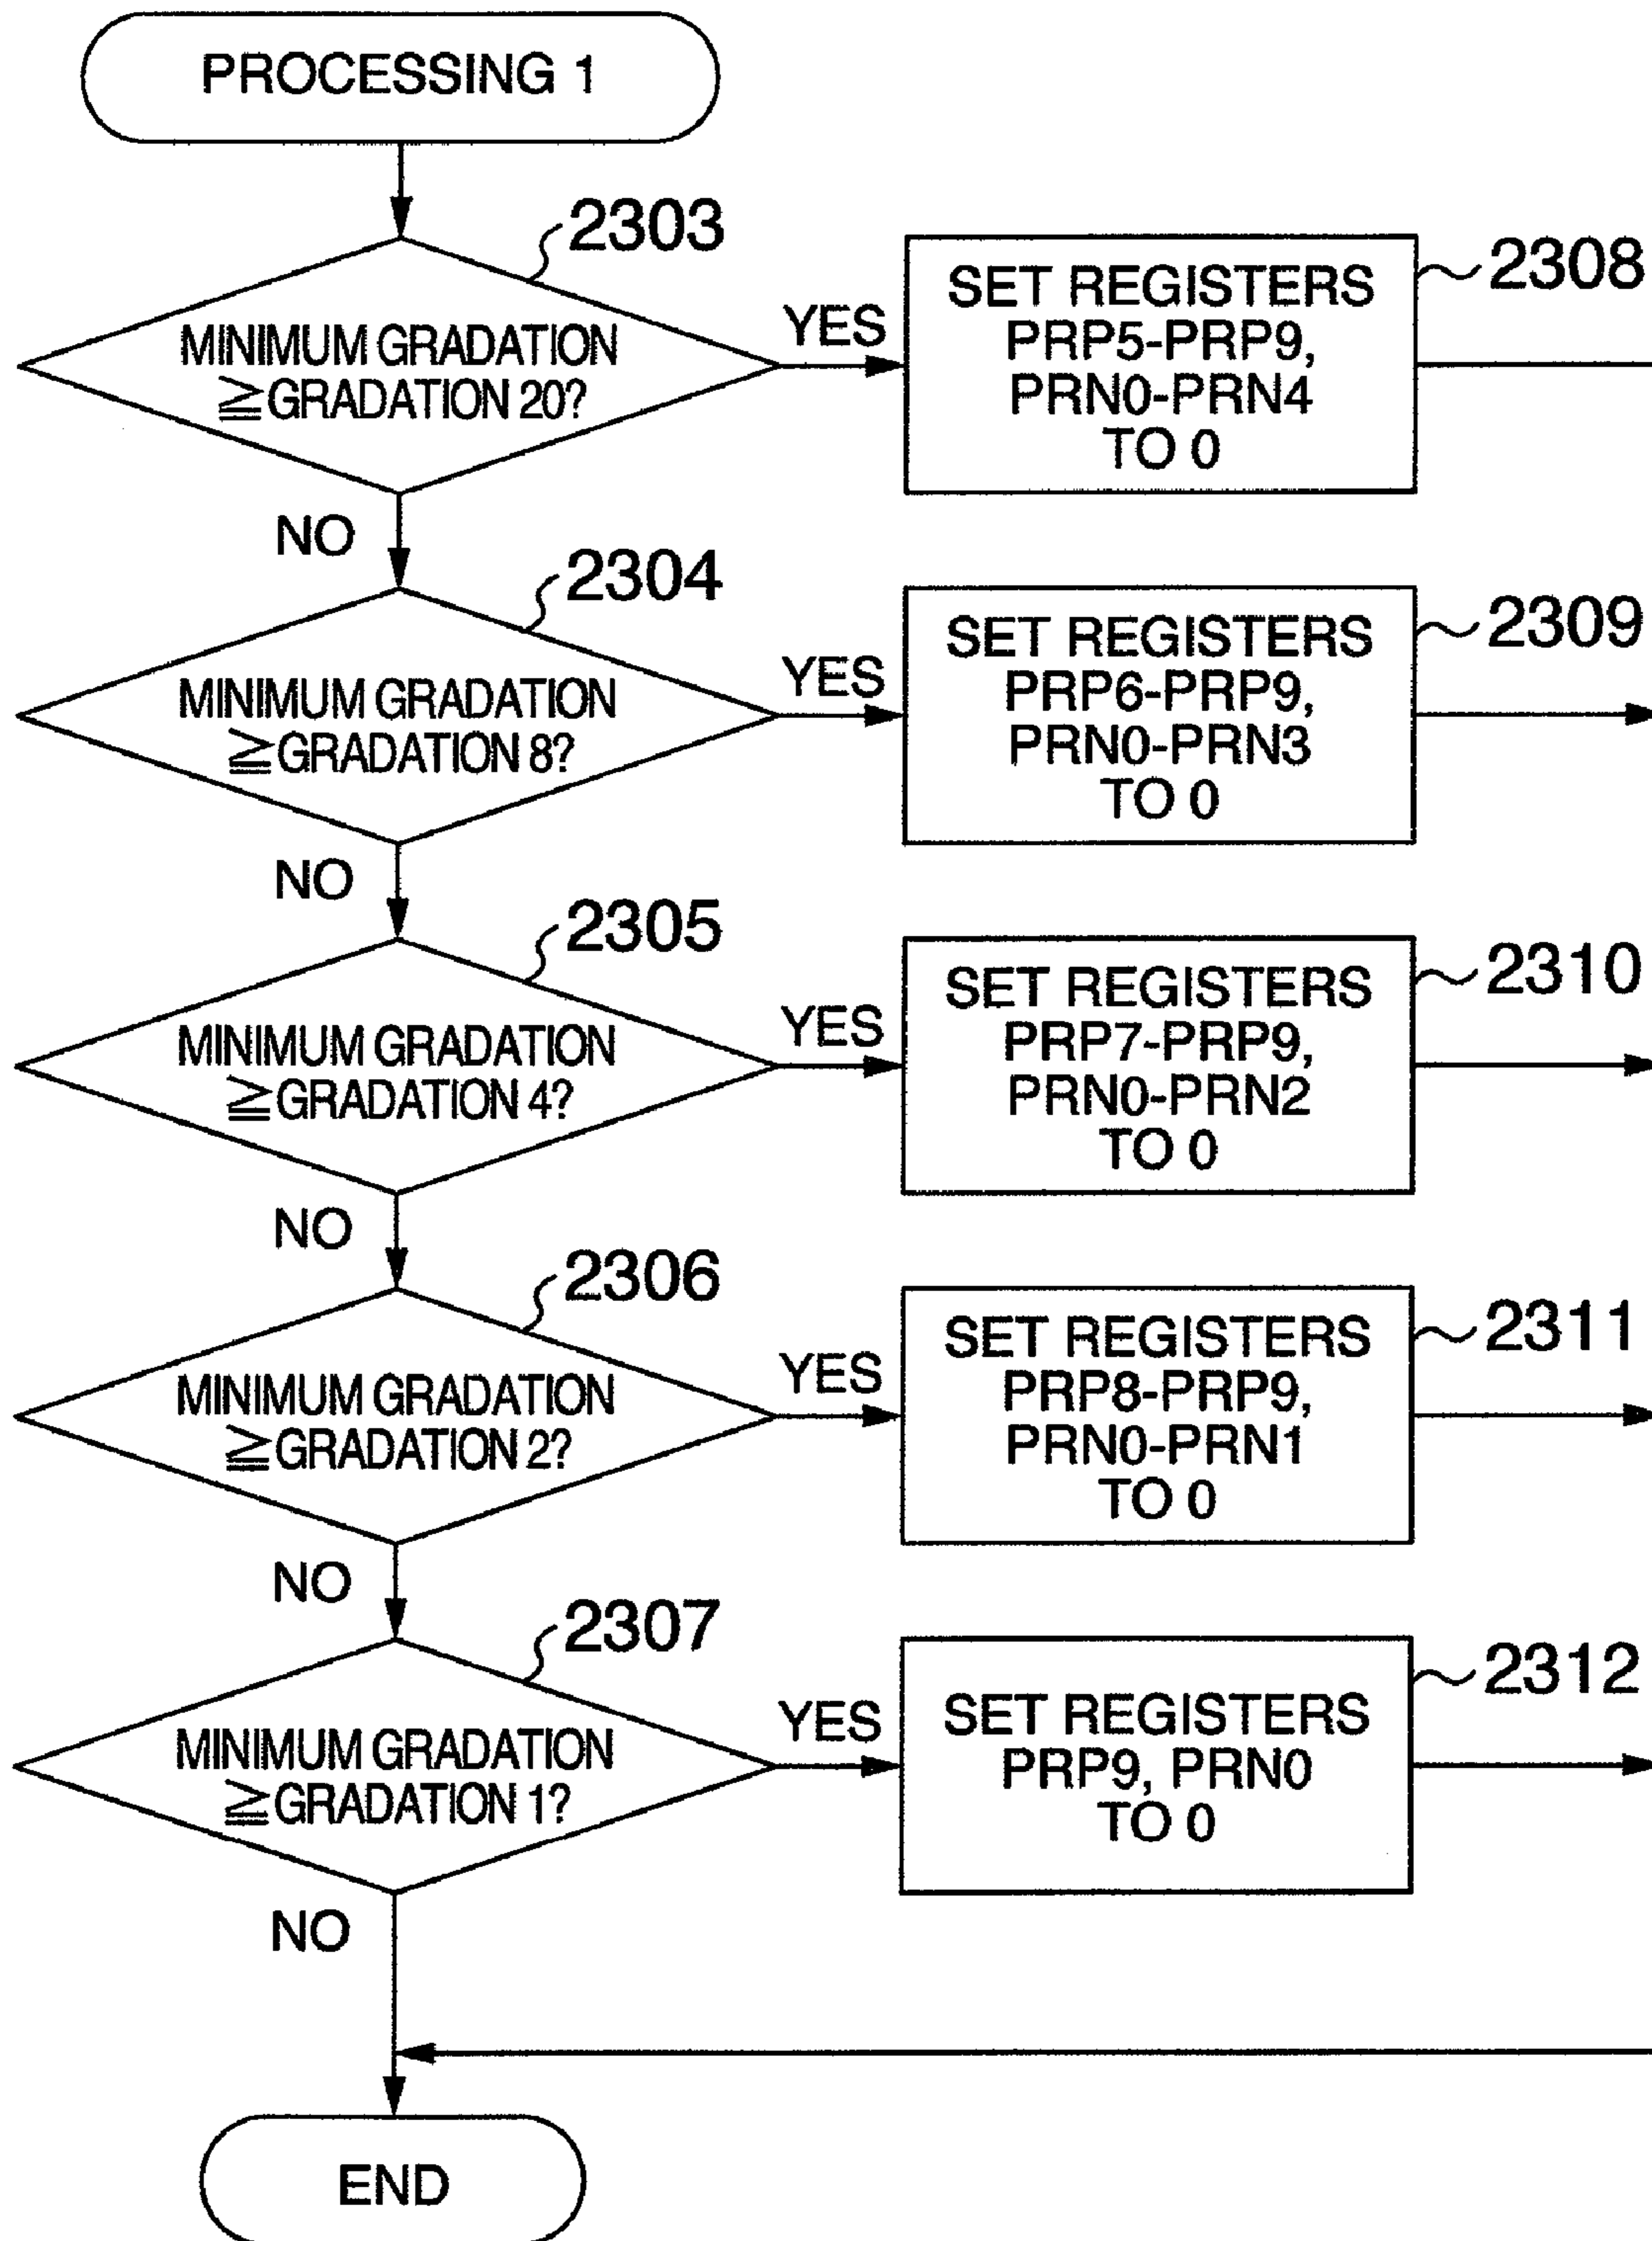 PROCESSING 1
2303
MINIMUM GRADATION
≧GRADATION 20?
YES
SET REGISTERS
PRP5-PRP9,
PRN0-PRN4
TO 0
2308
NO
2304
MINIMUM GRADATION
≧GRADATION 8?
YES
SET REGISTERS
PRP6-PRP9,
PRN0-PRN3
TO 0
2309
NO
2305
MINIMUM GRADATION
≧GRADATION 4?
YES
SET REGISTERS
PRP7-PRP9,
PRN0-PRN2
TO 0
2310
NO
2306
MINIMUM GRADATION
≧GRADATION 2?
YES
SET REGISTERS
PRP8-PRP9,
PRN0-PRN1
TO 0
2311
NO
2307
MINIMUM GRADATION
≧GRADATION 1?
YES
SET REGISTERS
PRP9, PRN0
TO 0
2312
NO
END